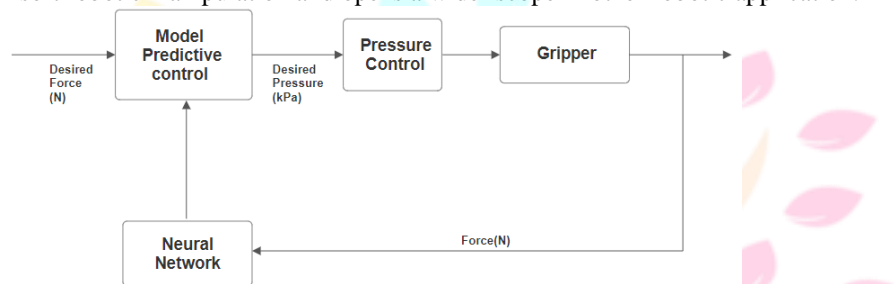 Model
Predictive
control
Desired
Force
(N)
Desired
Pressure
(kPa)
Pressure
Control
Gripper
Force(N)
Neural
Network